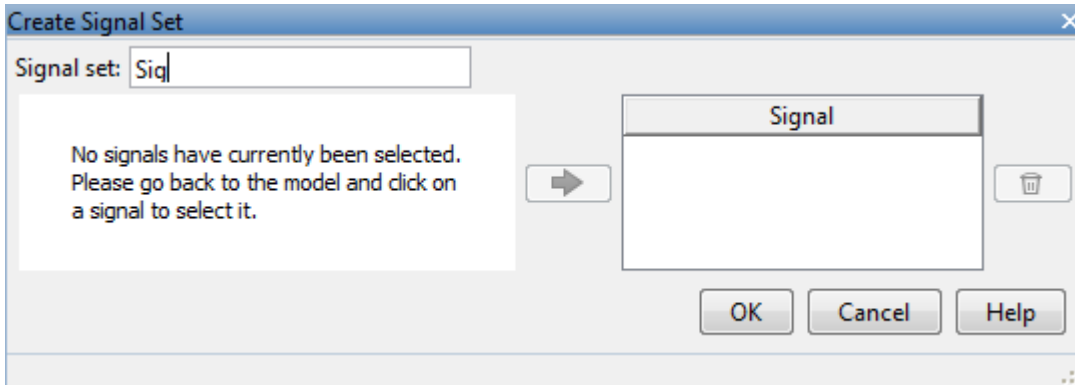 Create Signal Set
Signal set: Sig
Signal
No signals have currently been selected.
Please go back to the model and click on
a signal to select it.
OK Cancel Help